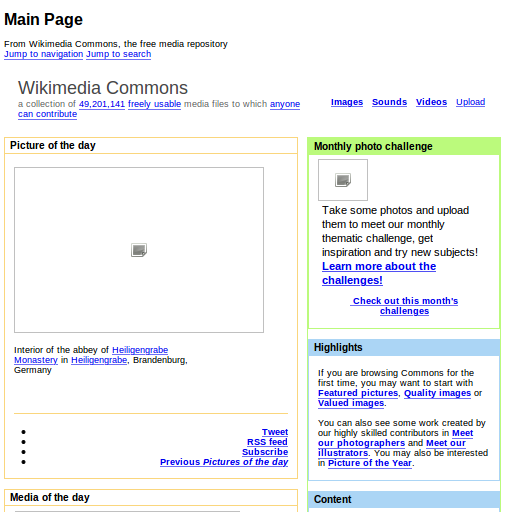 Main Page
From Wikimedia Commons, the free media repository
Jump to navigation Jump to search
Wikimedia Commons
a collection of 49,201,141 freely usable media files to which anyone
can contribute
Images Sounds Videos Upload
Picture of the day
Interior of the abbey of Heiligengrabe
Monastery in Heiligengrabe, Brandenburg,
Germany
Tweet
RSS feed
Subscribe
Previous Pictures of the day
Media of the day
Monthly photo challenge
Take some photos and upload
them to meet our monthly
thematic challenge, get
inspiration and try new subjects!
Learn more about the
challenges!
Check out this month's
challenges
Highlights
If you are browsing Commons for the
first time, you may want to start with
Featured pictures, Quality images or
Valued images.
You can also see some work created by
our highly skilled contributors in Meet
our photographers and Meet our
illustrators. You may also be interested
in Picture of the Year.
Content